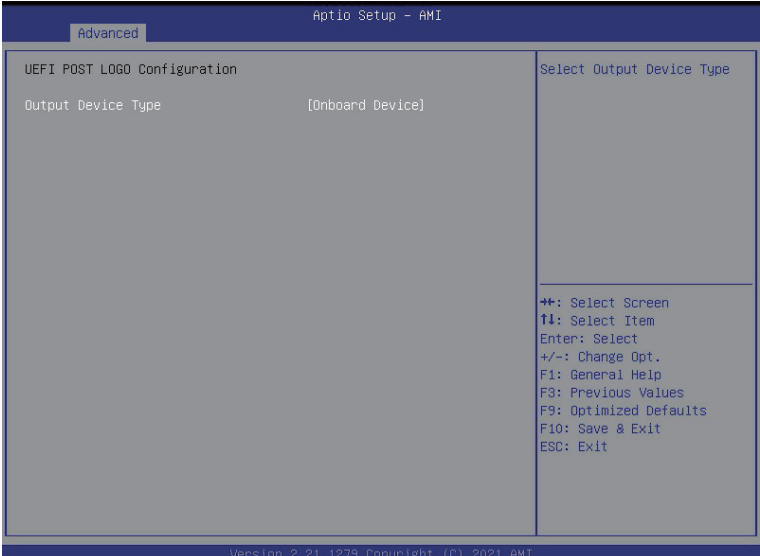 Aptio Setup – AMI
Advanced
UEFI POST LOGO Configuration
Output Device Type [Onboard Device]
Select Output Device Type
→←: Select Screen
↑↓: Select Item
Enter: Select
+/-: Change Opt.
F1: General Help
F3: Previous Values
F9: Optimized Defaults
F10: Save & Exit
ESC: Exit
Version 2.21.1279 Copyright (C) 2021 AMI